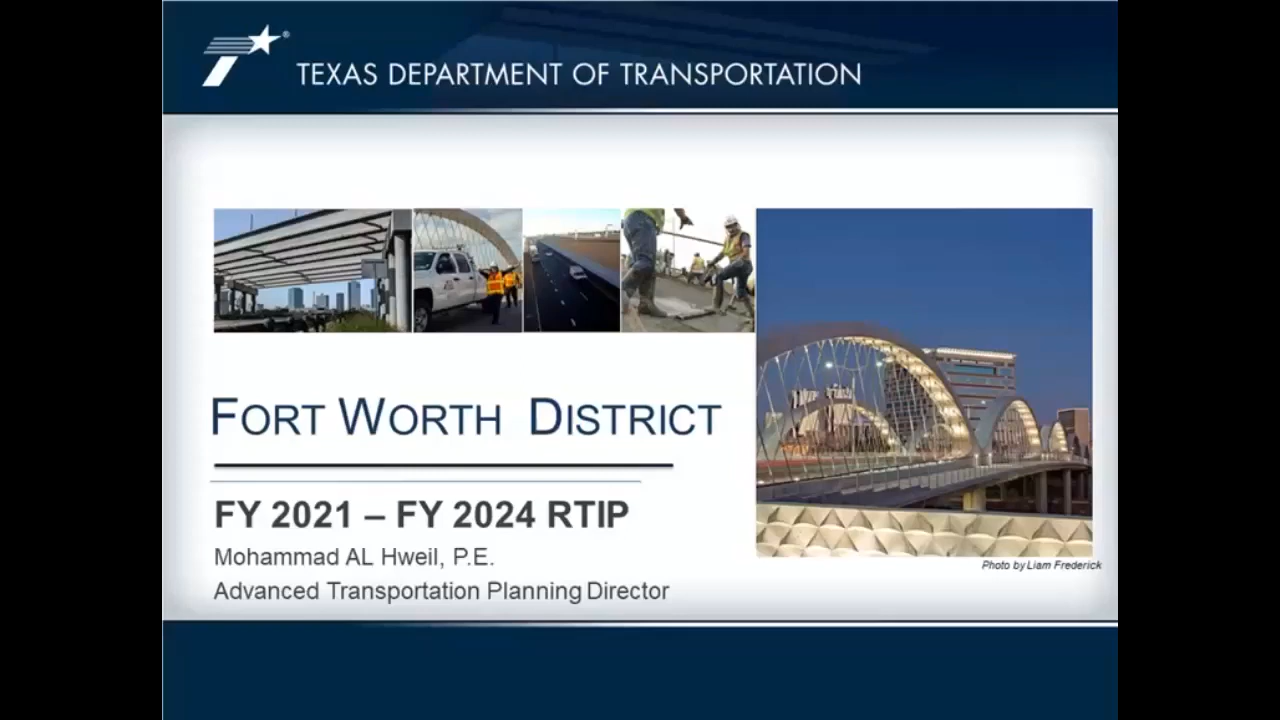 TEXAS DEPARTMENT OF TRANSPORTATION
FORT WORTH DISTRICT
FY 2021 – FY 2024 RTIP
Mohammad AL Hweil, P.E.
Advanced Transportation Planning Director
Photo by Liam Frederick